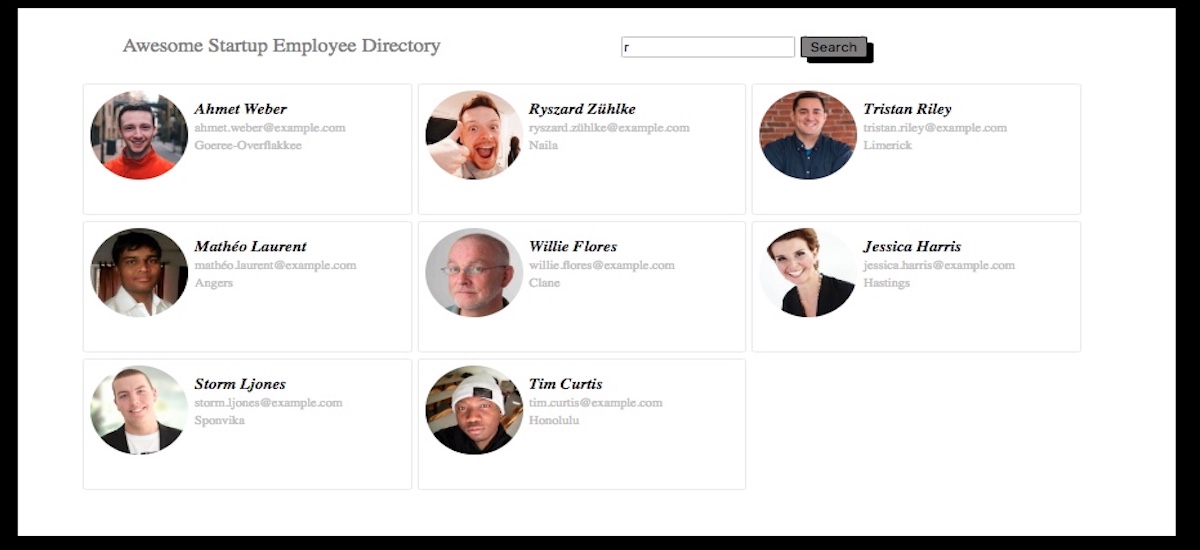 Awesome Startup Employee Directory
r
Search
Ahmet Weber
ahmet.weber@example.com
Goeree-Overflakkee
Ryszard Zühlke
ryszard.zühlke@example.com
Naila
Tristan Riley
tristan.riley@example.com
Limerick
Mathéo Laurent
mathéo.laurent@example.com
Angers
Willie Flores
willie.flores@example.com
Clane
Jessica Harris
jessica.harris@example.com
Hastings
Storm Ljones
storm.ljones@example.com
Sponvika
Tim Curtis
tim.curtis@example.com
Honolulu